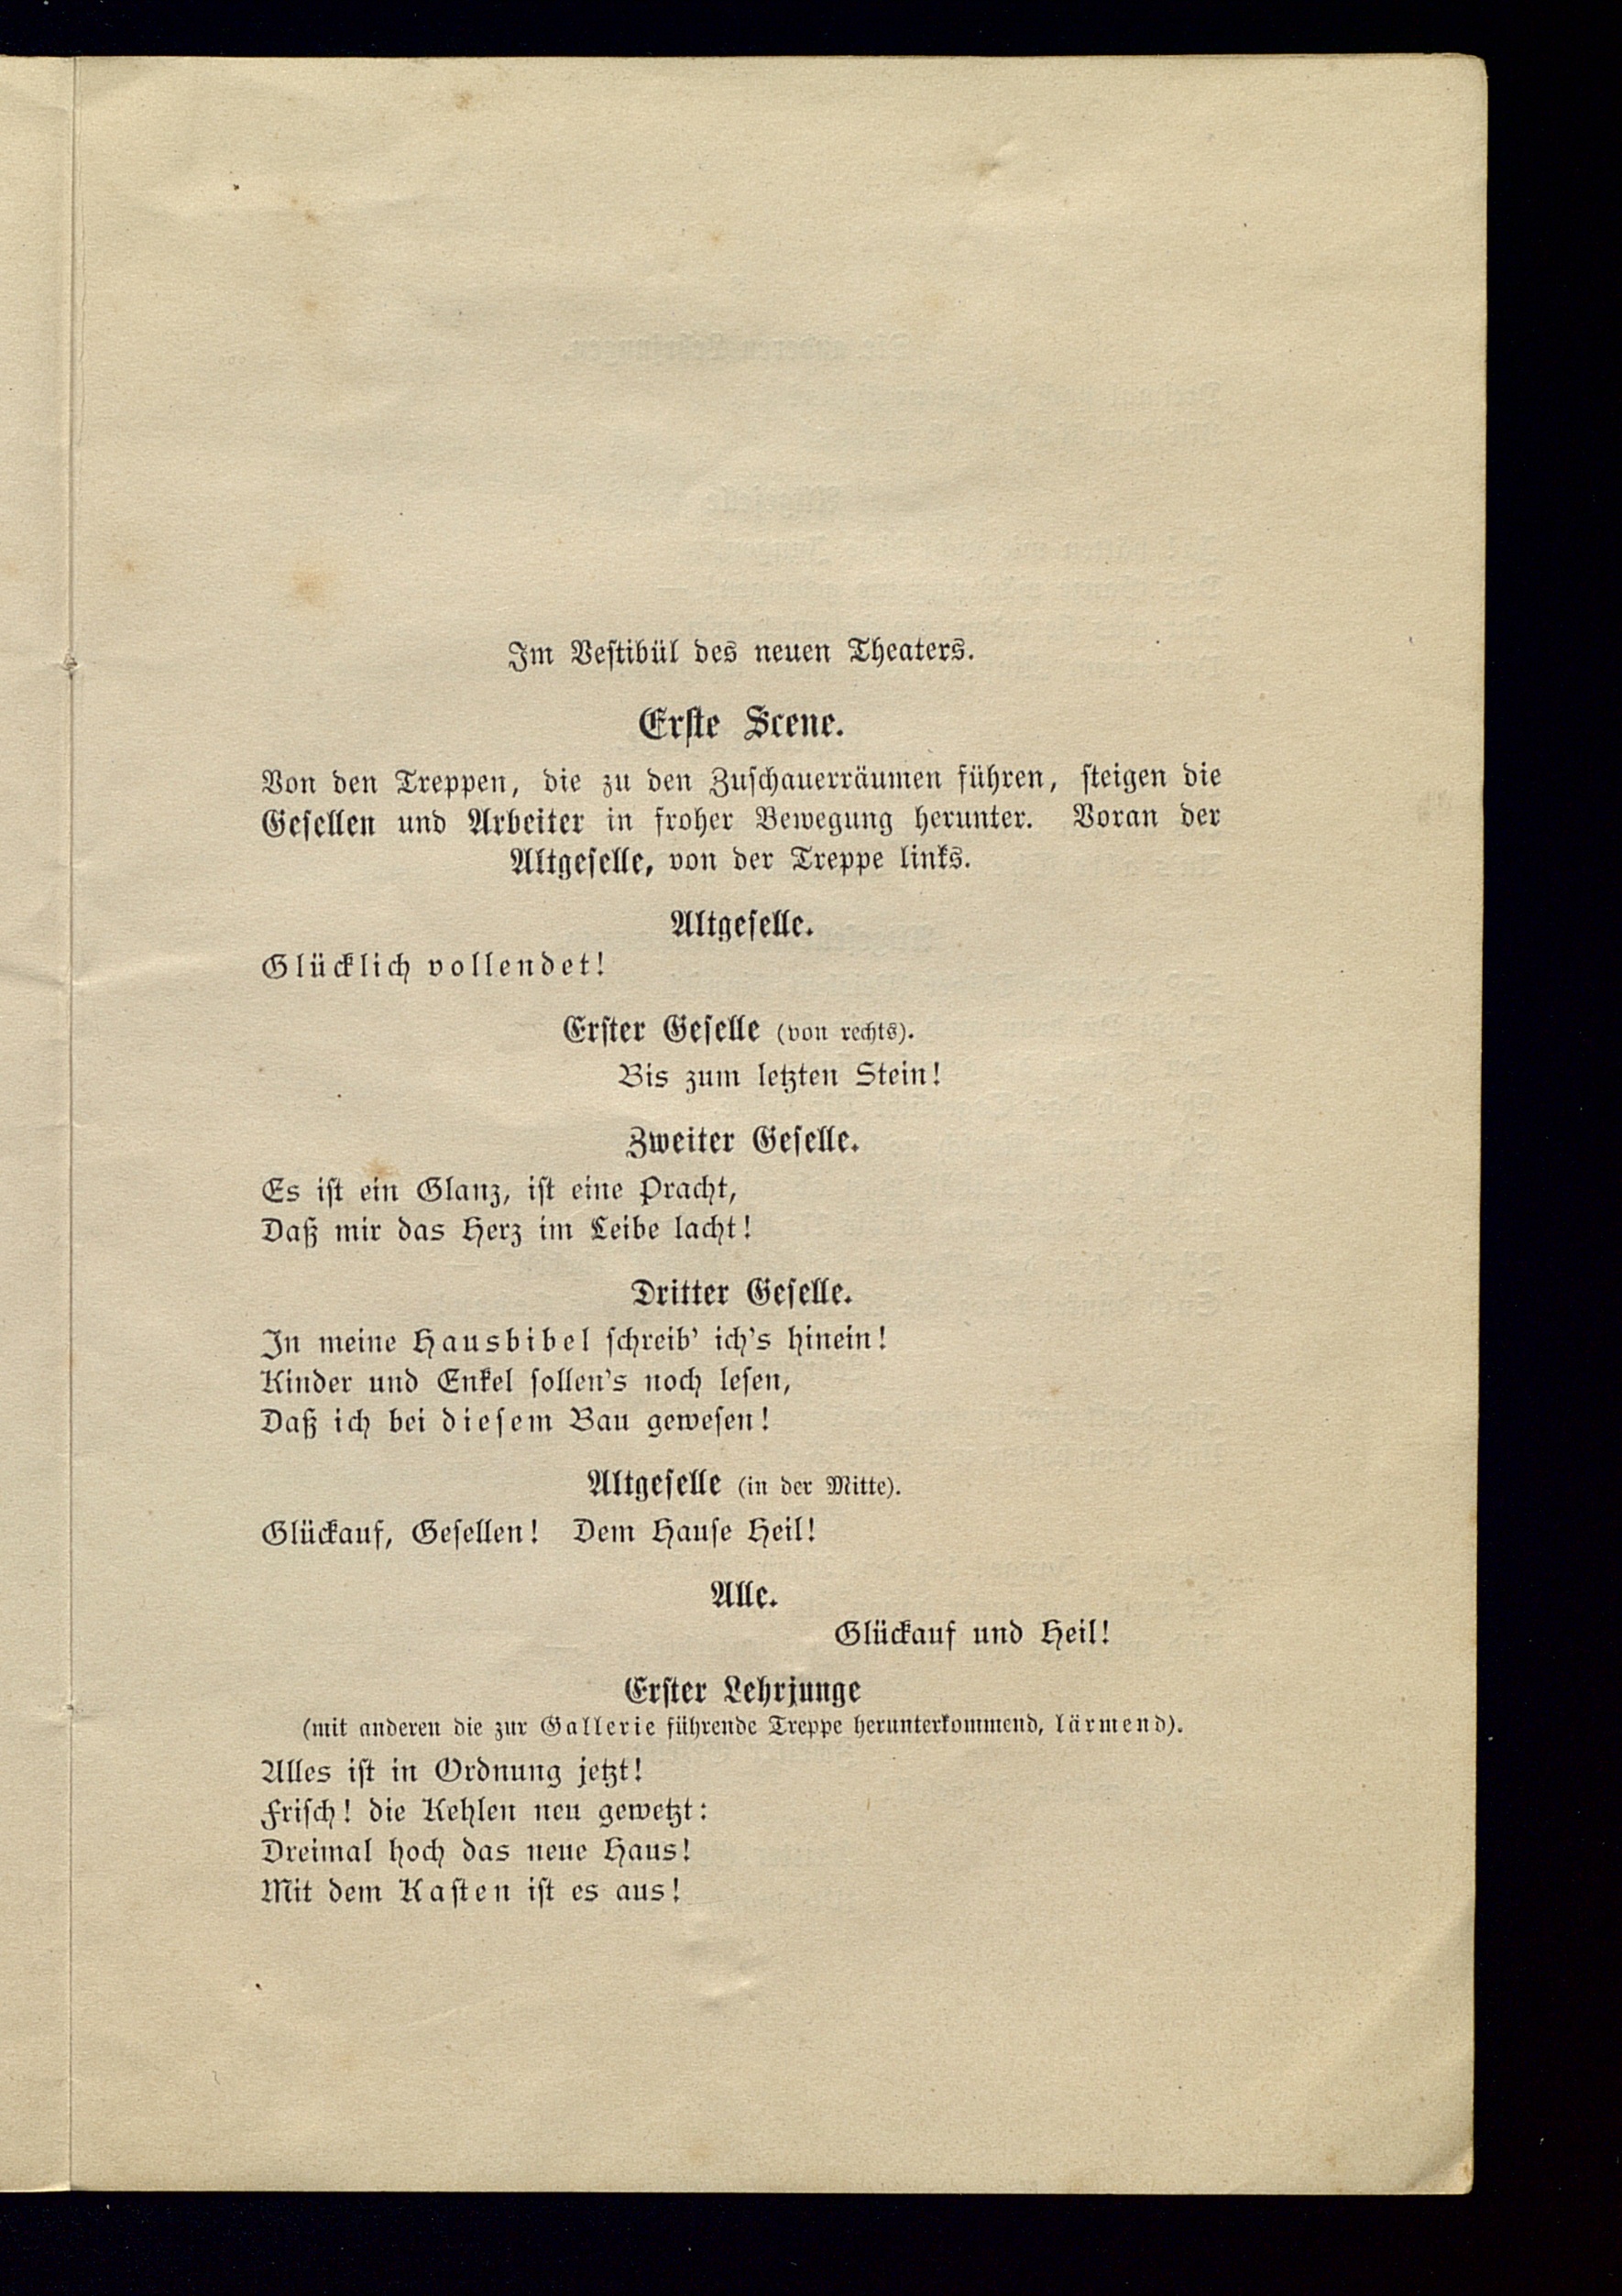 Im Vestibül des neuen Theaters.
Erste Scene.
Von den Treppen, die zu den Zuschauerräumen führen, steigen die
Gesellen und Arbeiter in froher Bewegung herunter. Voran der
Altgeselle, von der Treppe links.
Altgeselle.
Glücklich vollendet!
Erster Geselle (von rechts).
Bis zum letzten Stein!
Zweiter Geselle.
Es ist ein Glanz, ist eine Pracht,
Daß mir das Herz im Leibe lacht!
Dritter Geselle.
In meine Hausbibel schreib' ich's hinein!
Kinder und Enkel sollen's noch lesen,
Daß ich bei diesem Bau gewesen!
Altgeselle (in der Mitte).
Glückauf, Gesellen! Dem Hause Heil!
Alle.
Glückauf und Heil!
Erster Lehrjunge
(mit anderen die zur Gallerie führende Treppe herunterkommend, lärmend).
Alles ist in Ordnung jetzt!
Frisch! die Kehlen neu gewetzt:
Dreimal hoch das neue Haus!
Mit dem Kasten ist es aus!